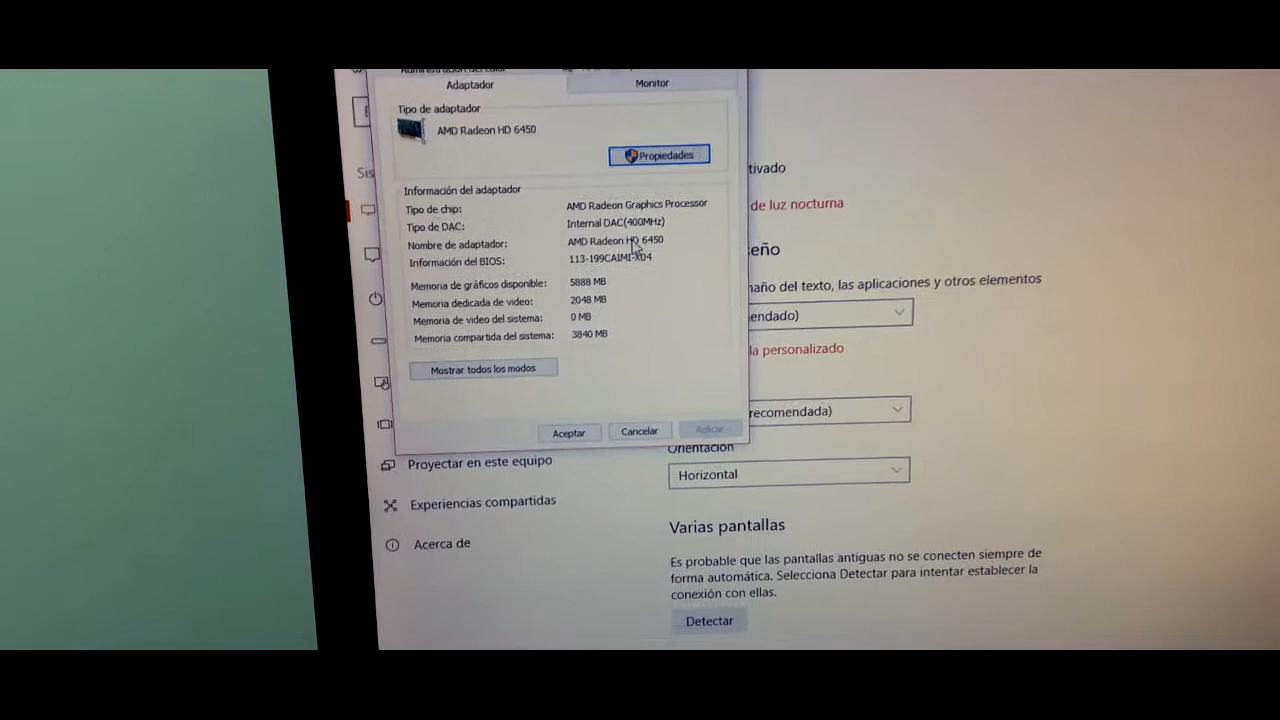 Adaptador
Monitor
Tipo de adaptador
AMD Radeon HD 6450
Propiedades
Información del adaptador
Tipo de chip: AMD Radeon Graphics Processor
Tipo de DAC: Internal DAC(400MHz)
Nombre de adaptador: AMD Radeon HD 6450
Información del BIOS:
Memoria de gráficos disponible: 5888 MB
Memoria dedicada de video: 2048 MB
Memoria de video del sistema: 0 MB
Memoria compartida del sistema: 3840 MB
Mostrar todos los modos
Aceptar
Cancelar
Aplicar
Sis
tivado
de luz nocturna
eño
maño del texto, las aplicaciones y otros elementos
endado)
la personalizado
recomendada)
Orientación
Horizontal
Proyectar en este equipo
Experiencias compartidas
Acerca de
Varias pantallas
Es probable que las pantallas antiguas no se conecten siempre de
forma automática. Selecciona Detectar para intentar establecer la
conexión con ellas.
Detectar